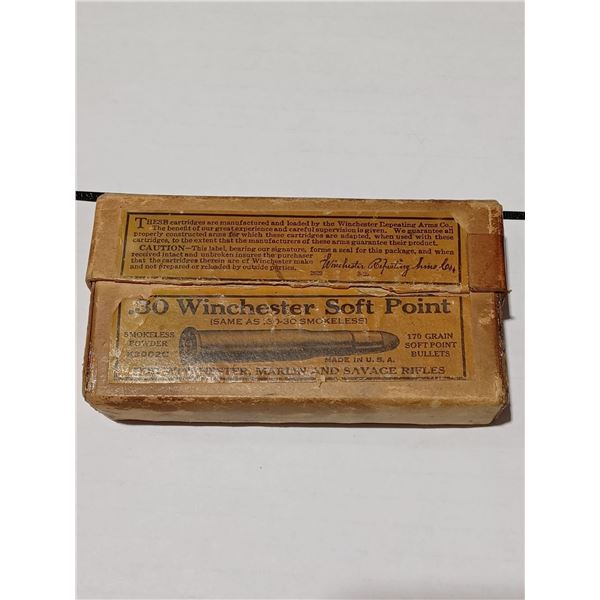 THESE cartridges are manufactured and loaded by the Winchester Repeating Arms Co.
The benefit of our great experience and careful supervision is given. We guarantee all
properly constructed arms for which these cartridges are adapted, when used with these
cartridges, to the extent that the manufacturers of these arms guarantee their product.
CAUTION—This label, bearing our signature, forms a seal for this package, and when
received intact and unbroken insures the purchaser
that the cartridges therein are of Winchester make
and not prepared or reloaded by outside parties.
Winchester Repeating Arms Co.
.30 Winchester Soft Point
(SAME AS .30-30 SMOKELESS)
SMOKELESS
POWDER
K2002C
170 GRAIN
SOFT POINT
BULLETS
MADE IN U.S.A.
MARLIN AND SAVAGE RIFLES